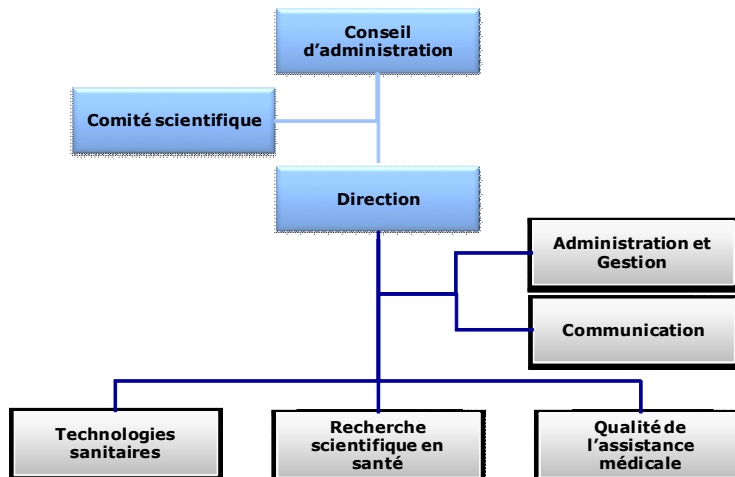 Conseil
d'administration
Comité scientifique
Direction
Administration et
Gestion
Communication
Technologies
sanitaires
Recherche
scientifique en
santé
Qualité de
l'assistance
médicale